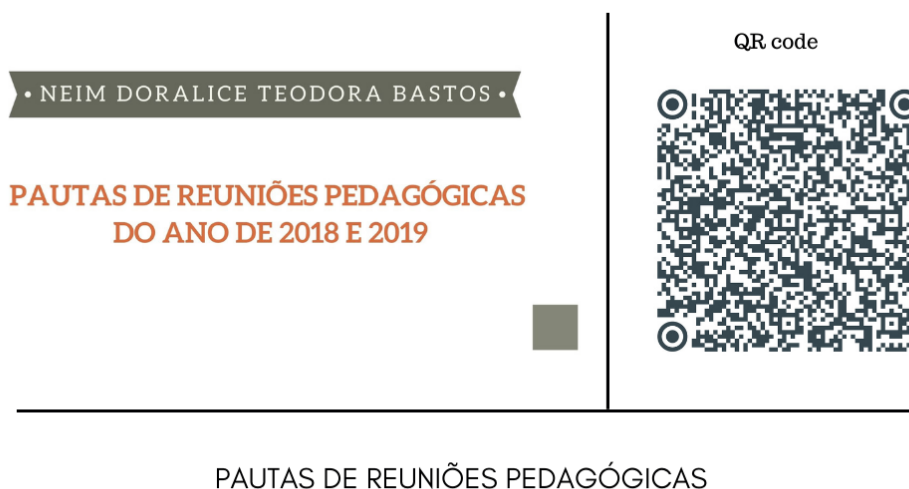 • NEIM DORALICE TEODORA BASTOS •
PAUTAS DE REUNIÕES PEDAGÓGICAS
DO ANO DE 2018 E 2019
QR code
PAUTAS DE REUNIÕES PEDAGÓGICAS